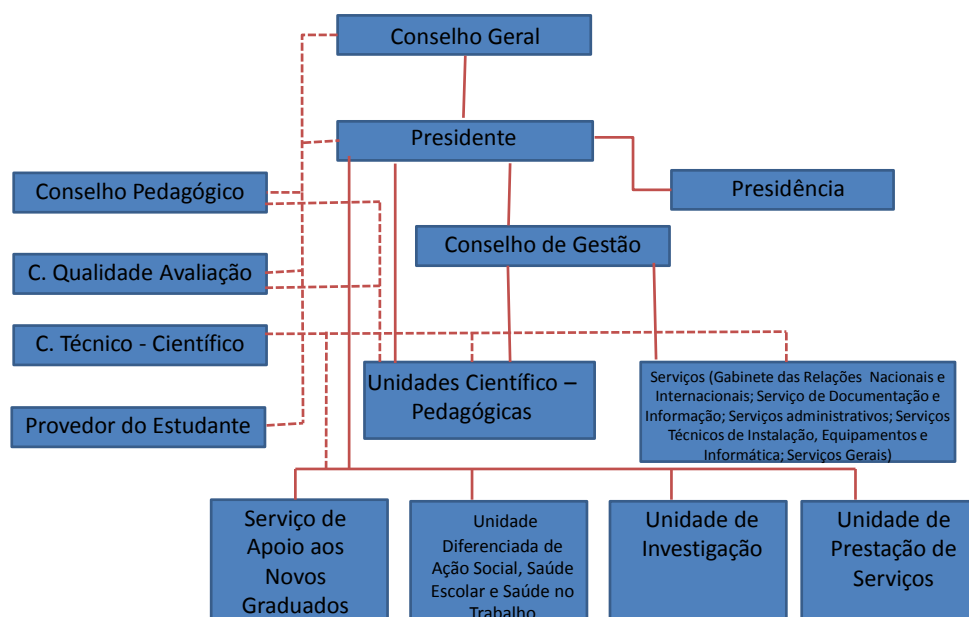 Conselho Geral
Presidente
Conselho Pedagógico
Presidência
Conselho de Gestão
C. Qualidade Avaliação
C. Técnico - Científico
Unidades Científico –
Pedagógicas
Serviços (Gabinete das Relações Nacionais e
Internacionais; Serviço de Documentação e
Informação; Serviços administrativos; Serviços
Técnicos de Instalação, Equipamentos e
Informática; Serviços Gerais)
Provedor do Estudante
Serviço de
Apoio aos
Novos
Graduados
Unidade
Diferenciada de
Ação Social, Saúde
Escolar e Saúde no
Trabalho
Unidade de
Investigação
Unidade de
Prestação de
Serviços